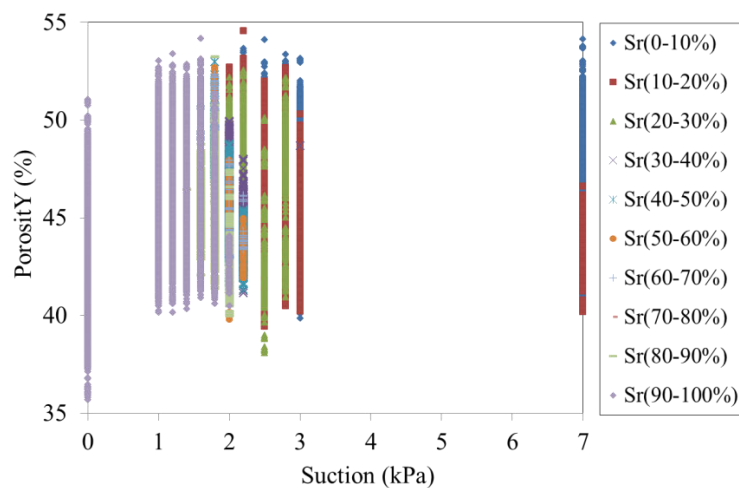 55
50
45
40
35
PorositY (%)
0 1 2 3 4 5 6 7
Suction (kPa)
Sr(0-10%)
Sr(10-20%)
Sr(20-30%)
Sr(30-40%)
Sr(40-50%)
Sr(50-60%)
Sr(60-70%)
Sr(70-80%)
Sr(80-90%)
Sr(90-100%)